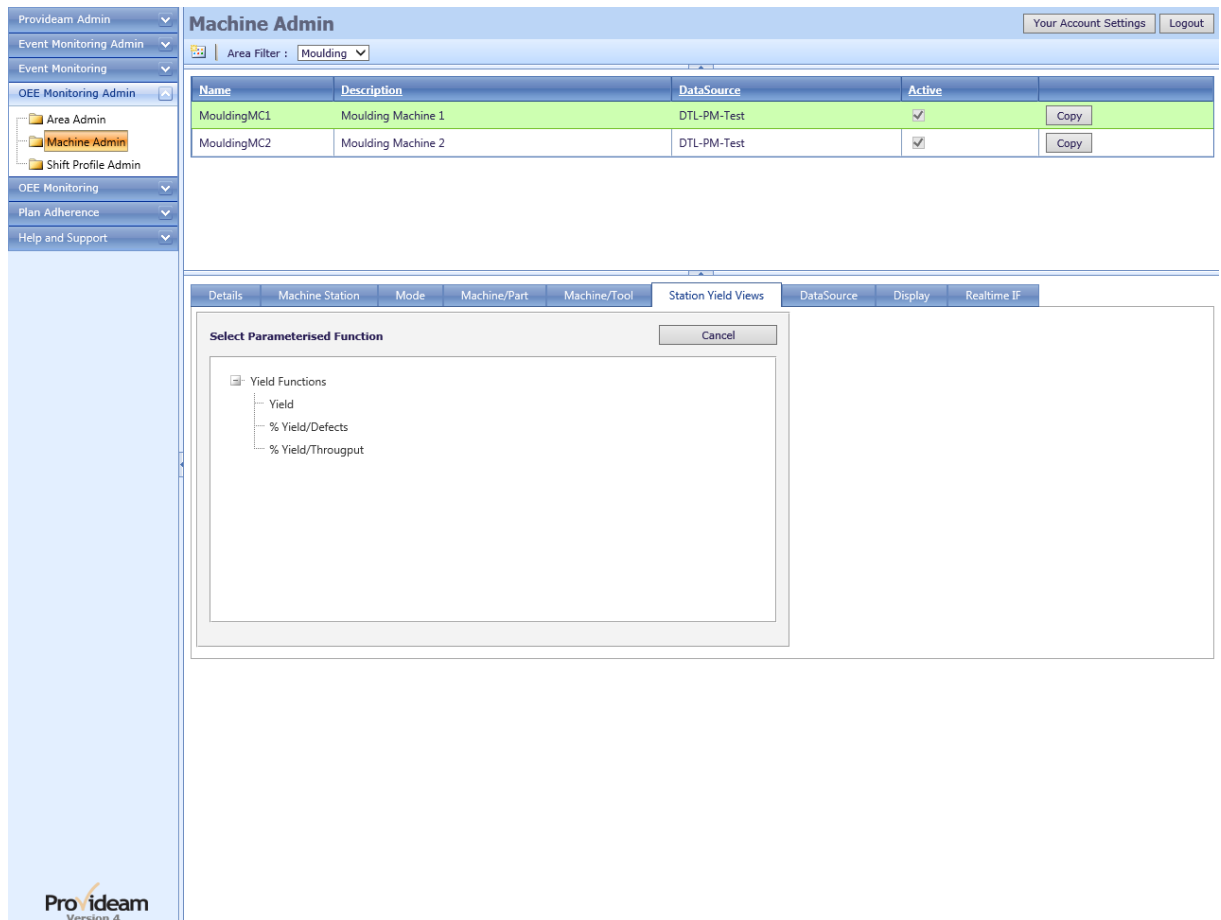 Provideam Admin
Event Monitoring Admin
Event Monitoring
OEE Monitoring Admin
Area Admin
Machine Admin
Shift Profile Admin
OEE Monitoring
Plan Adherence
Help and Support
Machine Admin
Your Account Settings Logout
Area Filter : Moulding
Name Description DataSource Active
MouldingMC1 Moulding Machine 1 DTL-PM-Test Copy
MouldingMC2 Moulding Machine 2 DTL-PM-Test Copy
Details Machine Station Mode Machine/Part Machine/Tool Station Yield Views DataSource Display Realtime IF
Select Parameterised Function Cancel
Yield Functions
Yield
% Yield/Defects
% Yield/Througput
Provideam
Version 4